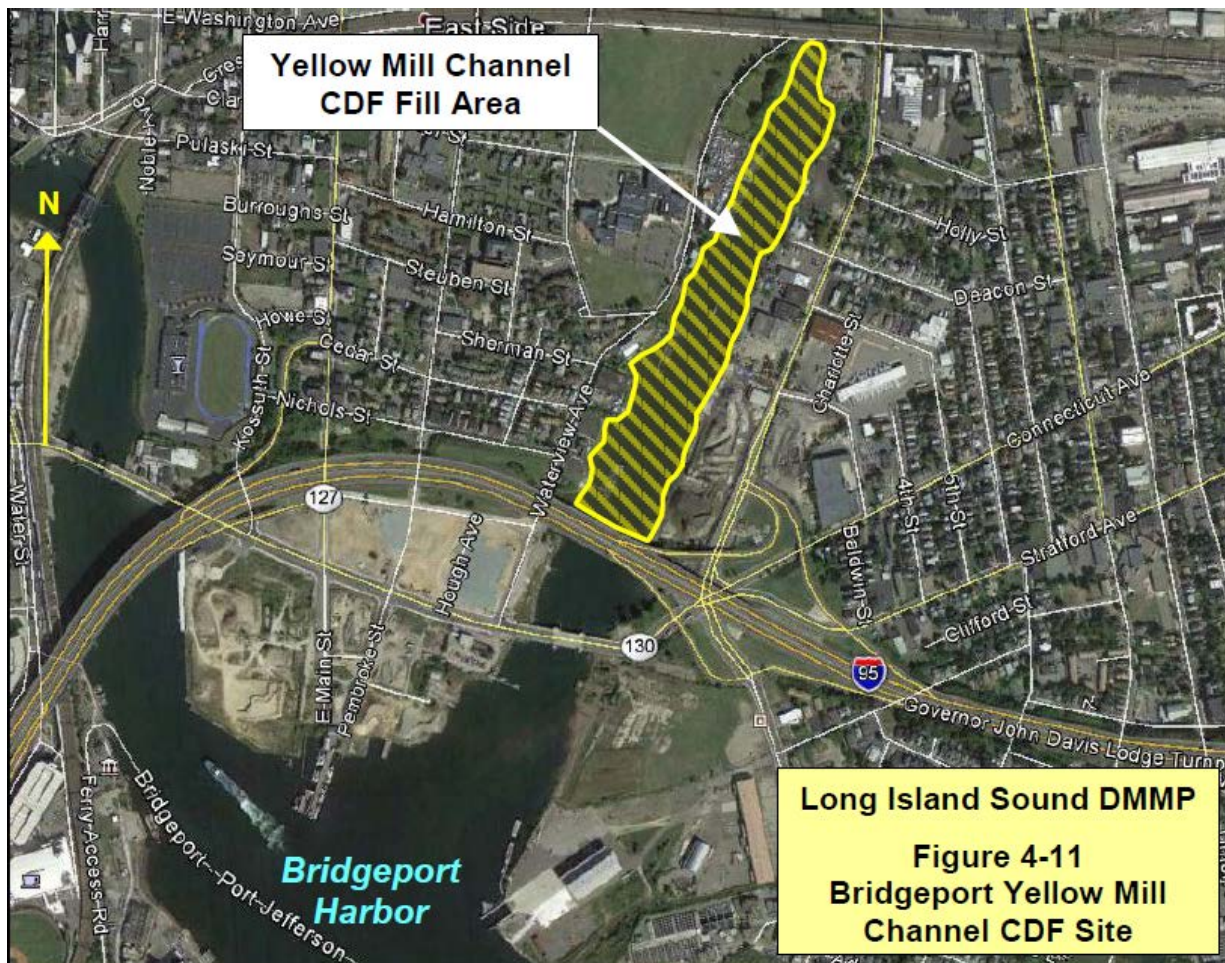 E Washington Ave
East Side
Yellow Mill Channel
CDF Fill Area
Pulaski St
Noble Ave
N
Burroughs St
Hamilton St
Holly St
Seymour St
Steuben St
Deacon St
Howe St
Sherman St
Cedar St
Charlotte St
Kossuth St
Nichols St
Waterview Ave
Connecticut Ave
127
4th St
5th St
Stratford Ave
Water St
Hough Ave
Baldwin St
Clifford St
E Main St
Pembroke St
130
95
Governor John Davis Lodge Turnp
Ferry Access Rd
Bridgeport--Port Jefferson
Bridgeport
Harbor
Long Island Sound DMMP
Figure 4-11
Bridgeport Yellow Mill
Channel CDF Site